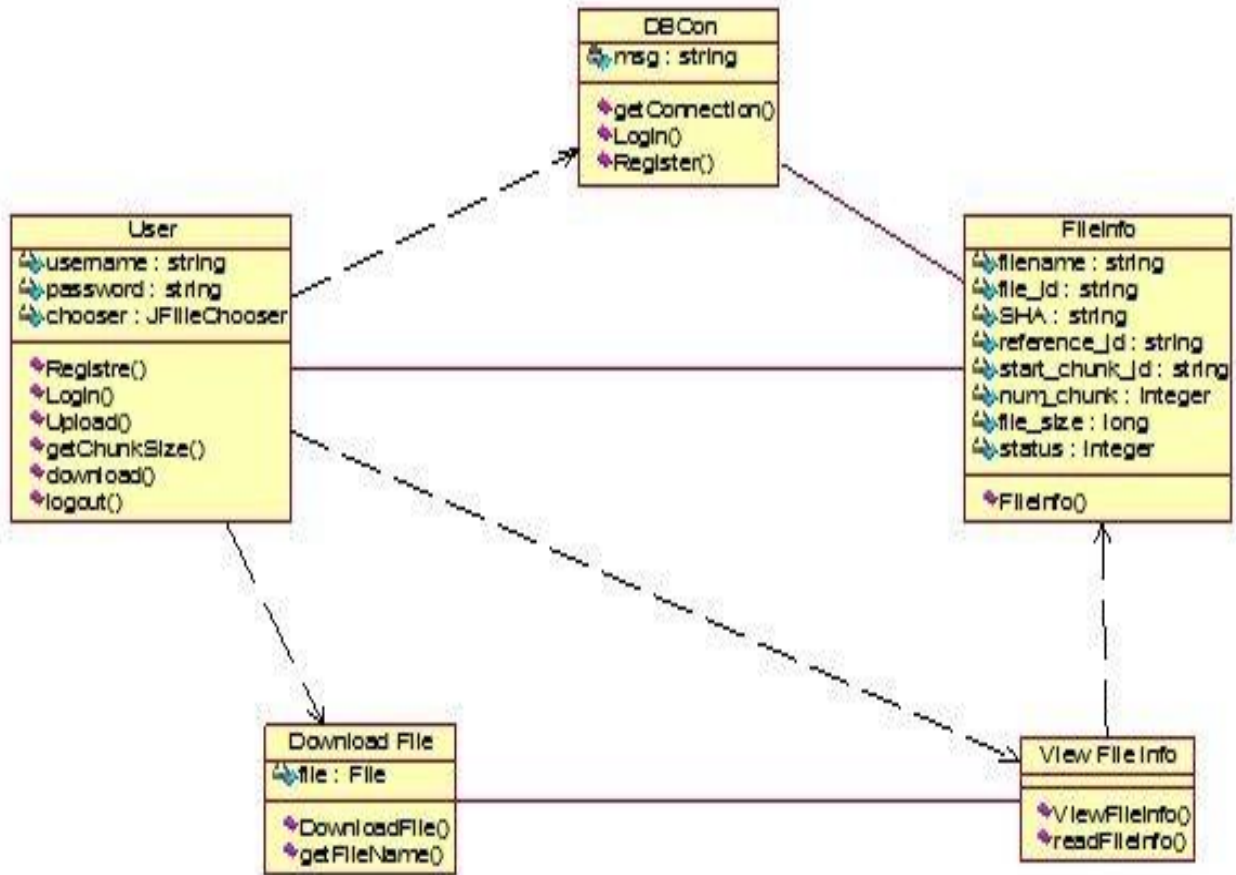 DBCon
msg : string
getConnection()
Login()
Register()
User
username : string
password : string
chooser : JFileChooser
Registre()
Login()
Upload()
getChunkSize()
download()
logout()
FileInfo
filename : string
file_id : string
SHA : string
reference_id : string
start_chunk_id : string
num_chunk : Integer
file_size : long
status : Integer
FileInfo()
Download File
file : File
DownloadFile()
getFileName()
View File Info
ViewFileInfo()
readFileInfo()